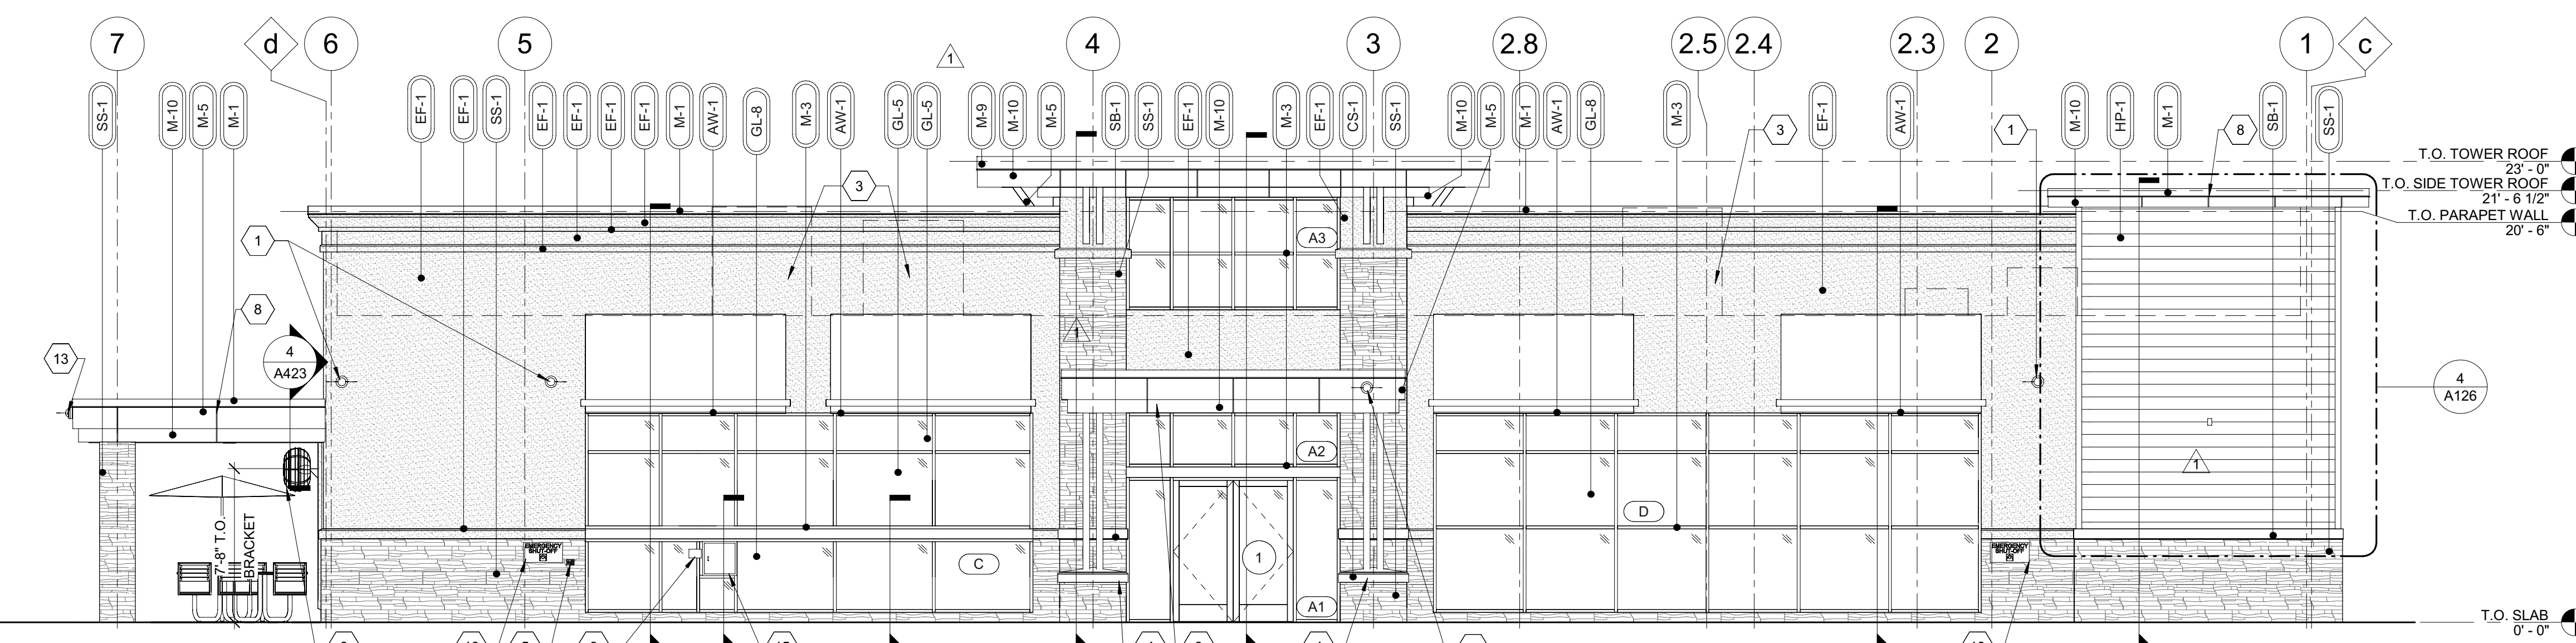 7
d
6
5
1
4
3
2.8
2.5
2.4
2.3
2
1
c
SS-1
M-10
M-5
M-1
EF-1
EF-1
SS-1
EF-1
EF-1
EF-1
EF-1
M-1
AW-1
GL-8
M-3
AW-1
GL-5
GL-5
M-9
M-10
M-5
SB-1
SS-1
EF-1
M-10
M-3
EF-1
CS-1
SS-1
M-10
M-5
M-1
AW-1
GL-8
M-3
3
EF-1
AW-1
1
M-10
HP-1
M-1
8
SB-1
SS-1
T.O. TOWER ROOF
23' - 0"
T.O. SIDE TOWER ROOF
21' - 6 1/2"
T.O. PARAPET WALL
20' - 6"
3
1
A3
8
1
13
4
A423
4
A126
A2
1
D
7'-8" T.O.
BRACKET
EMERGENCY
SHUT-OFF
EMERGENCY
SHUT-OFF
C
1
A1
T.O. SLAB
0' - 0"